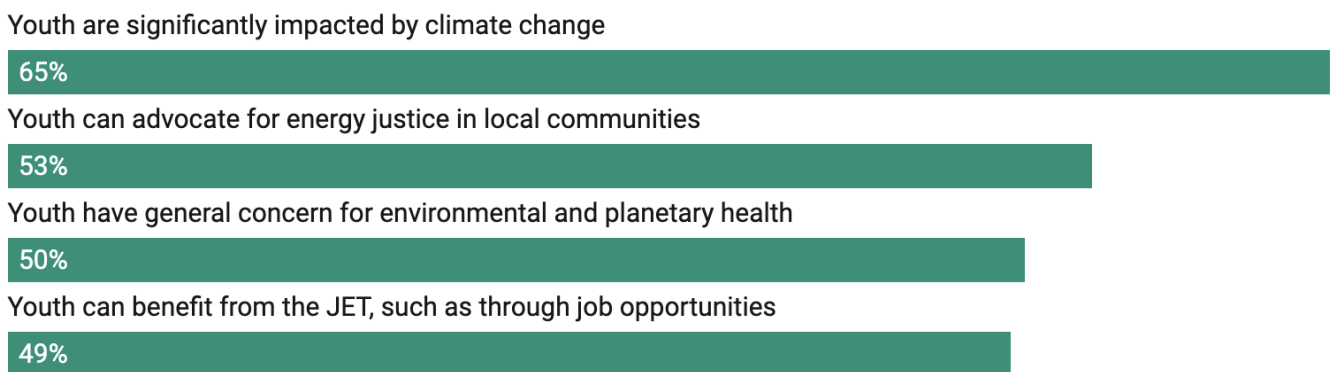 Youth are significantly impacted by climate change
65%
Youth can advocate for energy justice in local communities
53%
Youth have general concern for environmental and planetary health
50%
Youth can benefit from the JET, such as through job opportunities
49%